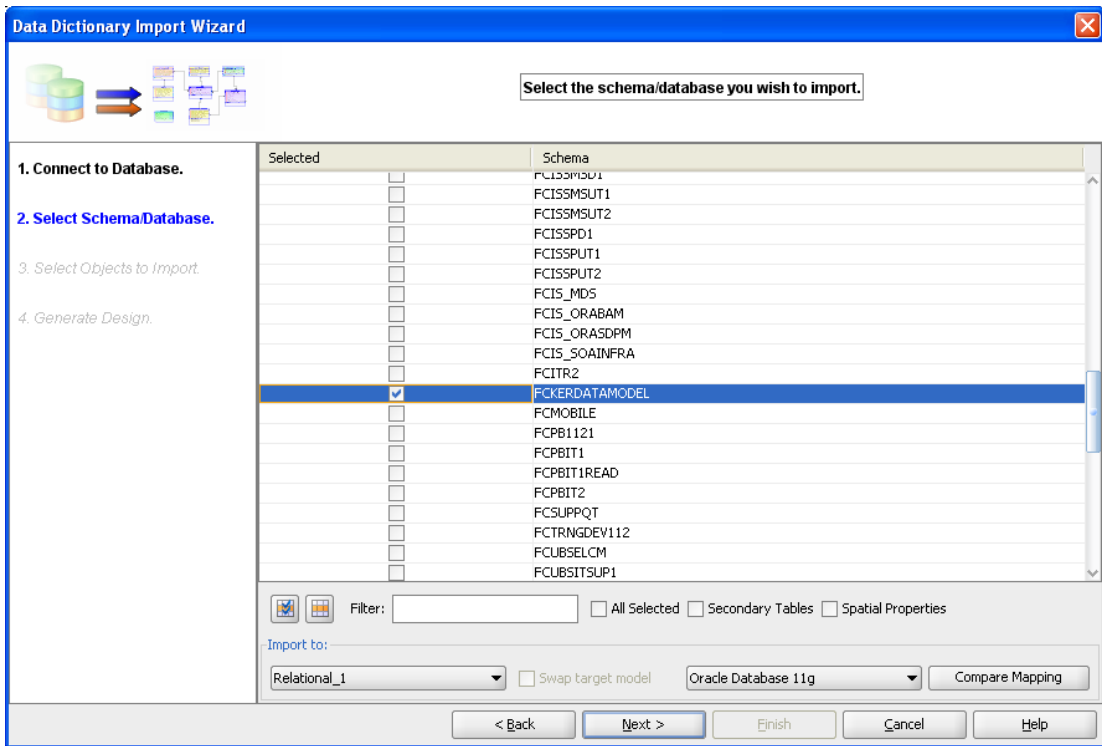 Data Dictionary Import Wizard
Select the schema/database you wish to import.
1. Connect to Database.
2. Select Schema/Database.
3. Select Objects to Import.
4. Generate Design.
Selected Schema
FCISSMSD1
FCISSMSUT1
FCISSMSUT2
FCISSPD1
FCISSPUT1
FCISSPUT2
FCIS_MDS
FCIS_ORABAM
FCIS_ORASDPM
FCIS_SOAINFRA
FCITR2
FCKERDATAMODEL
FCMOBILE
FCPB1121
FCPBIT1
FCPBIT1READ
FCPBIT2
FCSUPPQT
FCTRNGDEV112
FCUBSELCM
FCUBSITSUP1
Filter: All Selected Secondary Tables Spatial Properties
Import to:
Relational_1 Swap target model Oracle Database 11g Compare Mapping
< Back Next > Finish Cancel Help